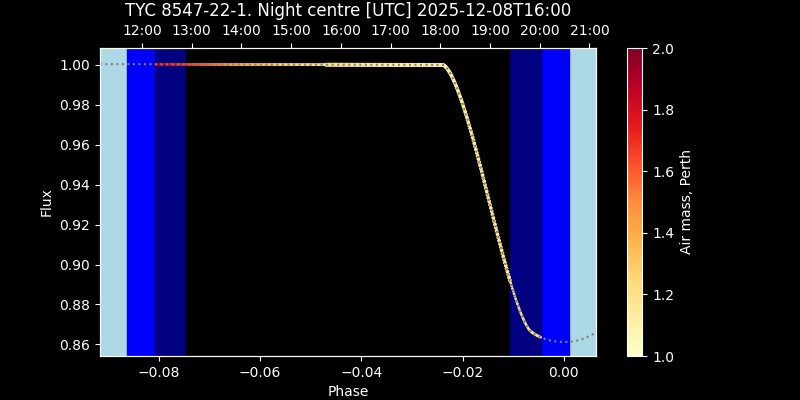 TYC 8547-22-1. Night centre [UTC] 2025-12-08T16:00
12:00 13:00 14:00 15:00 16:00 17:00 18:00 19:00 20:00 21:00
1.00
0.98
0.96
0.94
0.92
0.90
0.88
0.86
Flux
−0.08 −0.06 −0.04 −0.02 0.00
Phase
2.0
1.8
1.6
1.4
1.2
1.0
Air mass, Perth